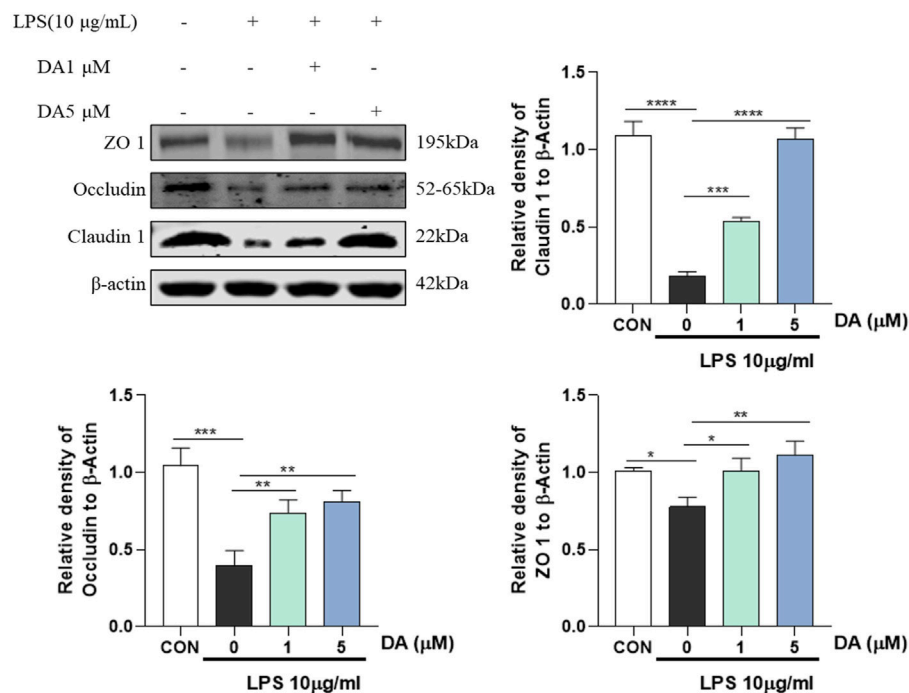 LPS(10 μg/mL) - + + +
DA1 μM - - + -
DA5 μM - - - +
ZO 1 195kDa
Occludin 52-65kDa
Claudin 1 22kDa
β-actin 42kDa
Relative density of
Claudin 1 to β-Actin
1.5
1.0
0.5
0.0
**** ****
***
CON 0 1 5 DA (μM)
LPS 10μg/ml
Relative density of
Occludin to β-Actin
1.5
1.0
0.5
0.0
***
**
**
CON 0 1 5 DA (μM)
LPS 10μg/ml
Relative density of
ZO 1 to β-Actin
1.5
1.0
0.5
0.0
**
* *
CON 0 1 5 DA (μM)
LPS 10μg/ml